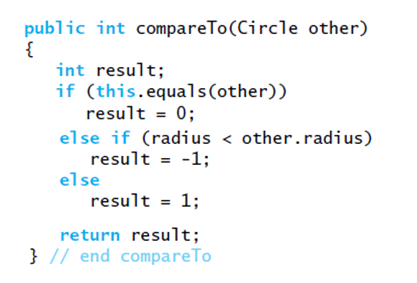 public int compareTo(Circle other)
{
int result;
if (this.equals(other))
result = 0;
else if (radius < other.radius)
result = -1;
else
result = 1;
return result;
} // end compareTo